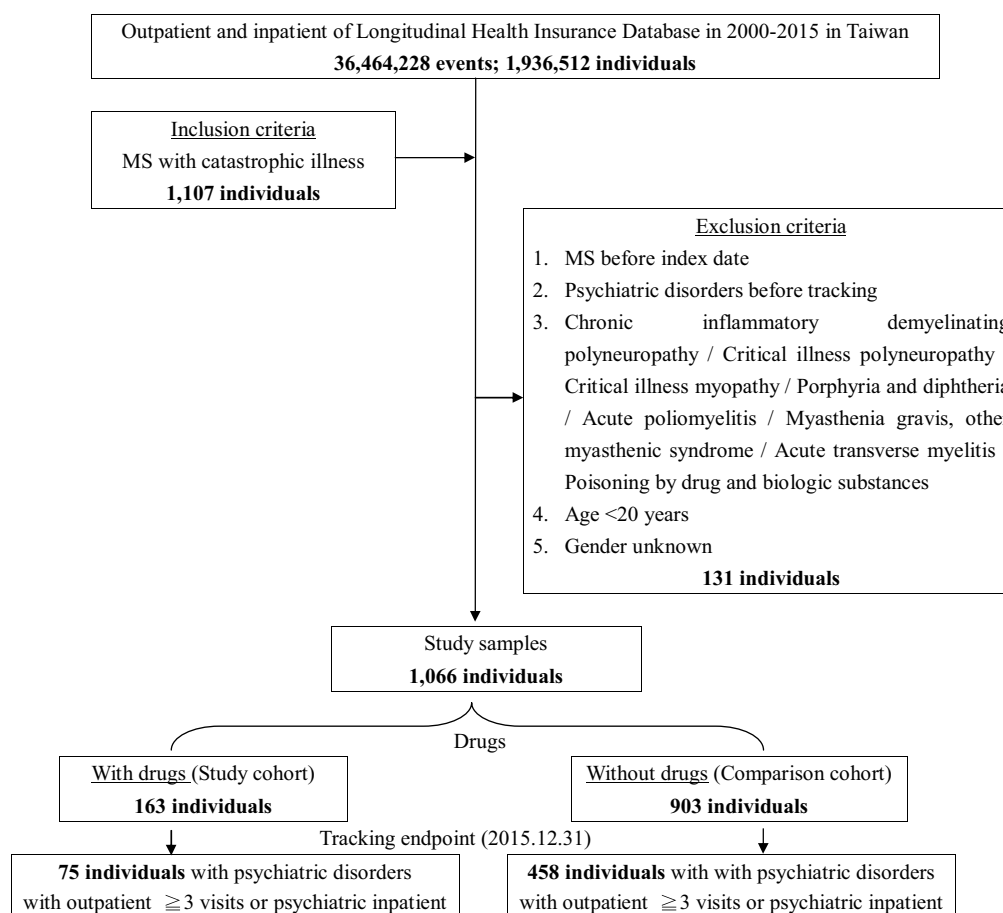 Outpatient and inpatient of Longitudinal Health Insurance Database in 2000-2015 in Taiwan
36,464,228 events; 1,936,512 individuals
Inclusion criteria
MS with catastrophic illness
1,107 individuals
Exclusion criteria
1. MS before index date
2. Psychiatric disorders before tracking
3. Chronic inflammatory demyelinating
polyneuropathy / Critical illness polyneuropathy
Critical illness myopathy / Porphyria and diphtheria
/ Acute poliomyelitis / Myasthenia gravis, othe
myasthenic syndrome / Acute transverse myelitis
Poisoning by drug and biologic substances
4. Age <20 years
5. Gender unknown
131 individuals
Study samples
1,066 individuals
Drugs
With drugs (Study cohort)
163 individuals
Without drugs (Comparison cohort)
903 individuals
Tracking endpoint (2015.12.31)
75 individuals with psychiatric disorders
with outpatient ≧3 visits or psychiatric inpatient
458 individuals with with psychiatric disorders
with outpatient ≧3 visits or psychiatric inpatient